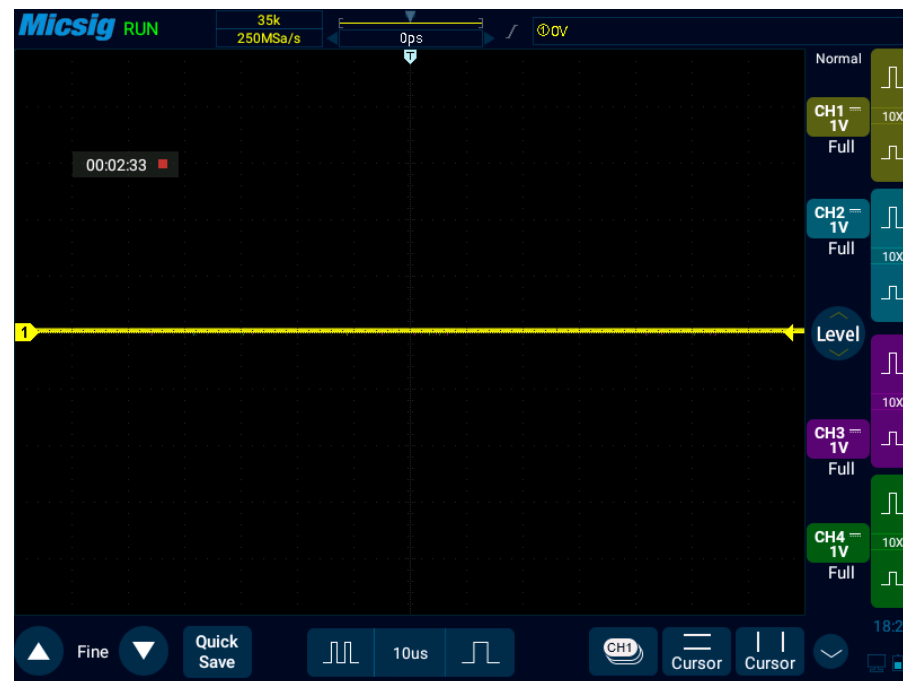 Micsig RUN
35k
250MSa/s
T
0ps
①0V
T
Normal
CH1
1V
Full
10X
00:02:33
CH2
1V
Full
10X
1
Level
10X
CH3
1V
Full
CH4
1V
Full
10X
Fine
Quick
Save
10us
CH1
Cursor
Cursor